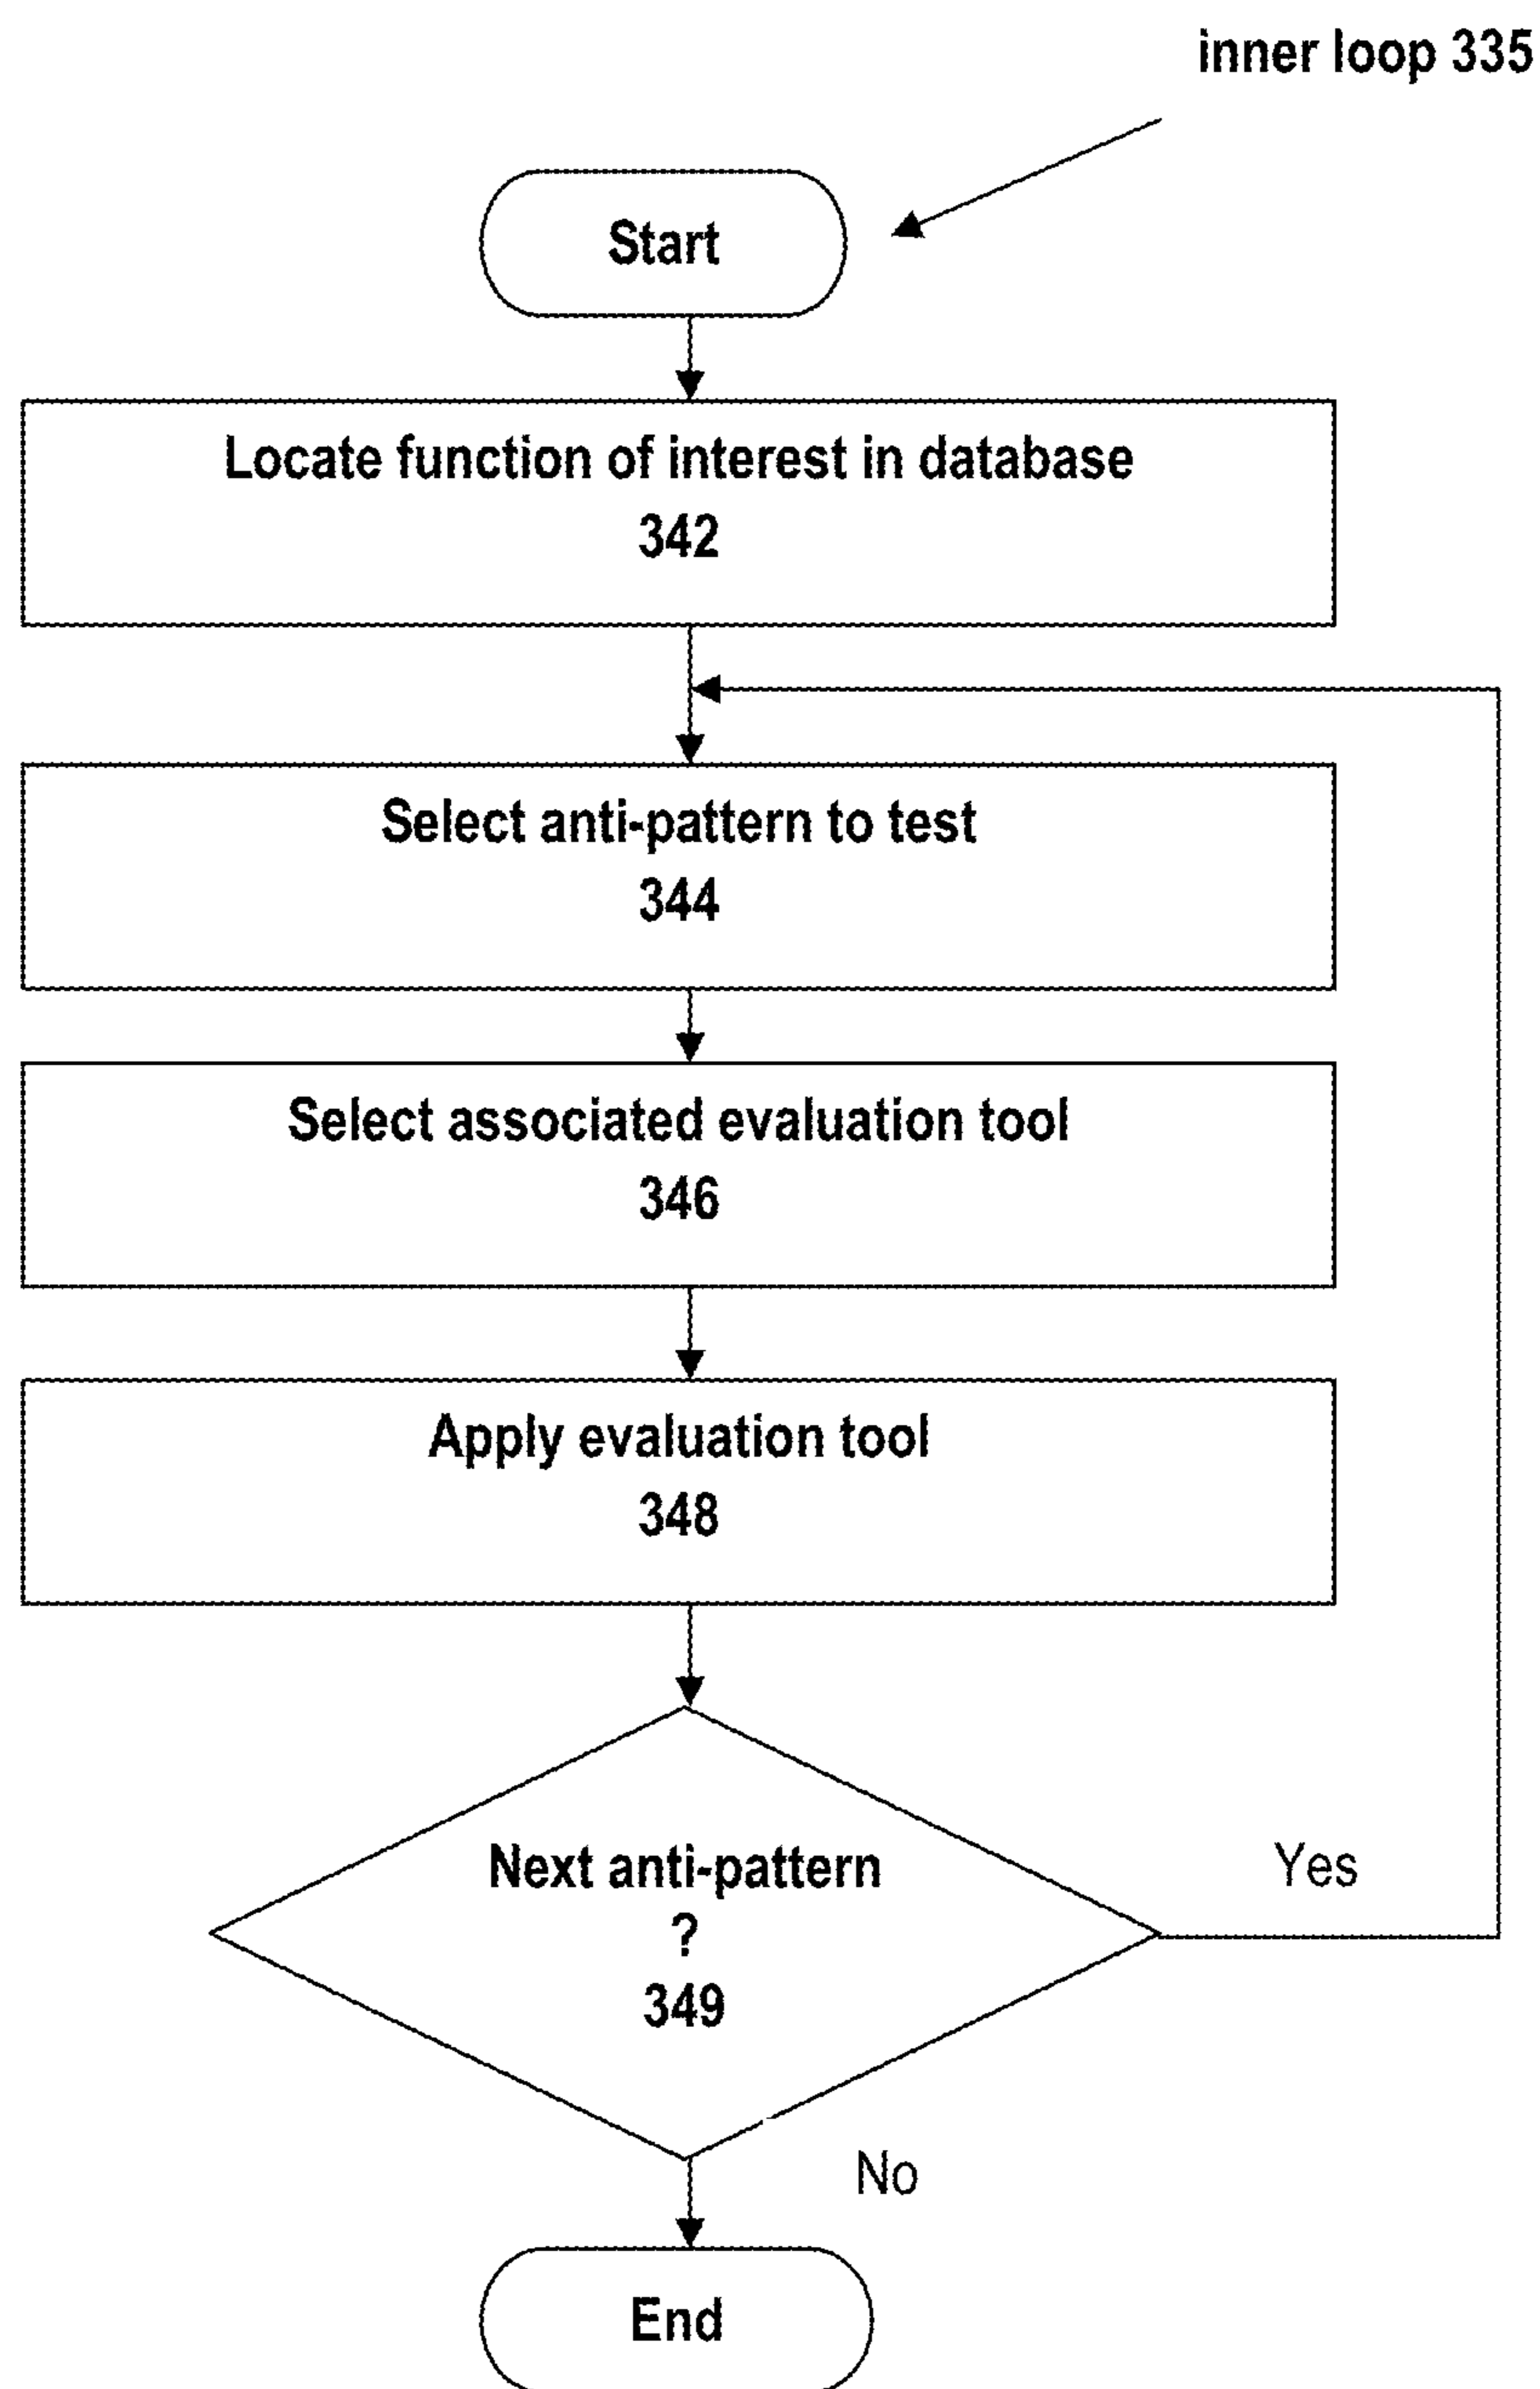 inner loop 335
Start
Locate function of interest in database
342
Select anti-pattern to test
344
Select associated evaluation tool
346
Apply evaluation tool
348
Next anti-pattern
?
349
Yes
No
End